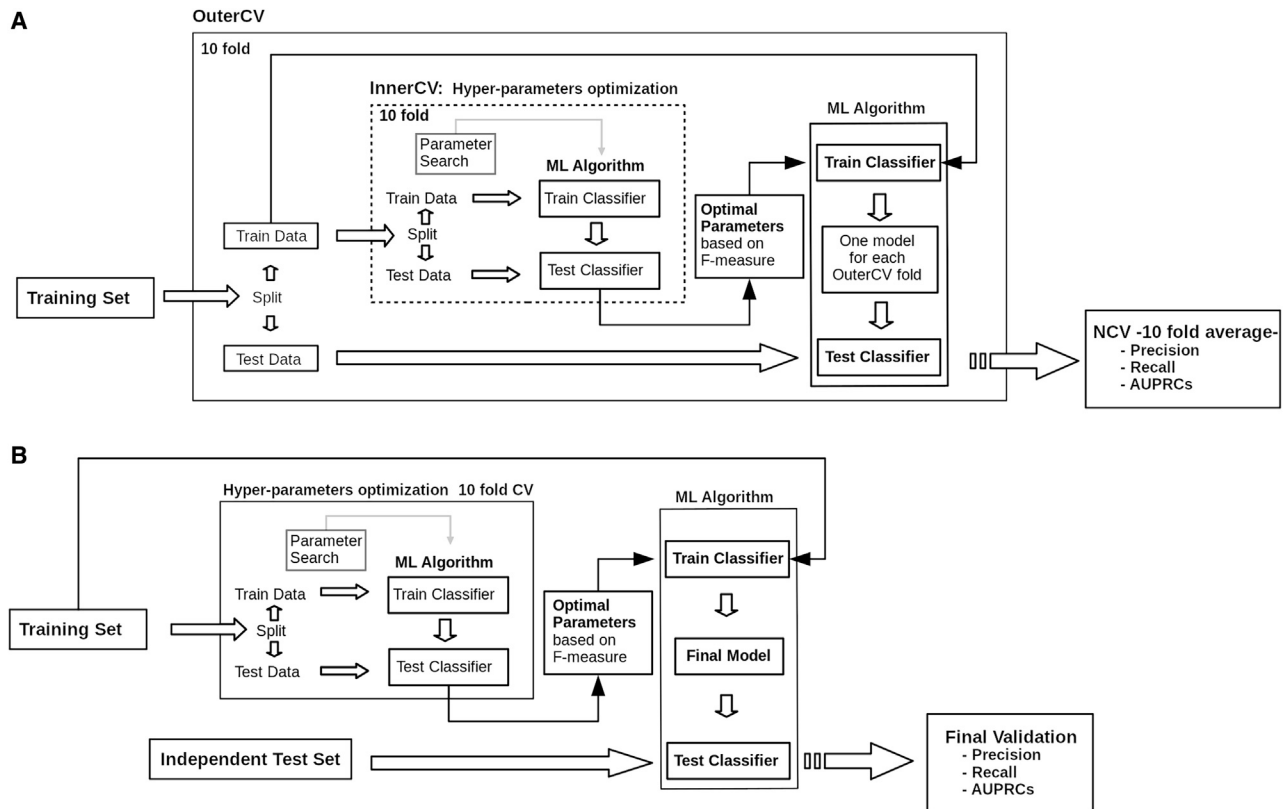 A
OuterCV
10 fold
InnerCV: Hyper-parameters optimization
10 fold
Parameter
Search
ML Algorithm
Train Data
Train Classifier
Split
Test Data
Test Classifier
Train Data
Training Set
Split
Test Data
Optimal
Parameters
based on
F-measure
ML Algorithm
Train Classifier
One model
for each
OuterCV fold
Test Classifier
NCV -10 fold average-
- Precision
- Recall
- AUPRCs
B
Hyper-parameters optimization 10 fold CV
Parameter
Search
ML Algorithm
Train Data
Train Classifier
Training Set
Split
Test Data
Test Classifier
Optimal
Parameters
based on
F-measure
ML Algorithm
Train Classifier
Final Model
Independent Test Set
Test Classifier
Final Validation
- Precision
- Recall
- AUPRCs